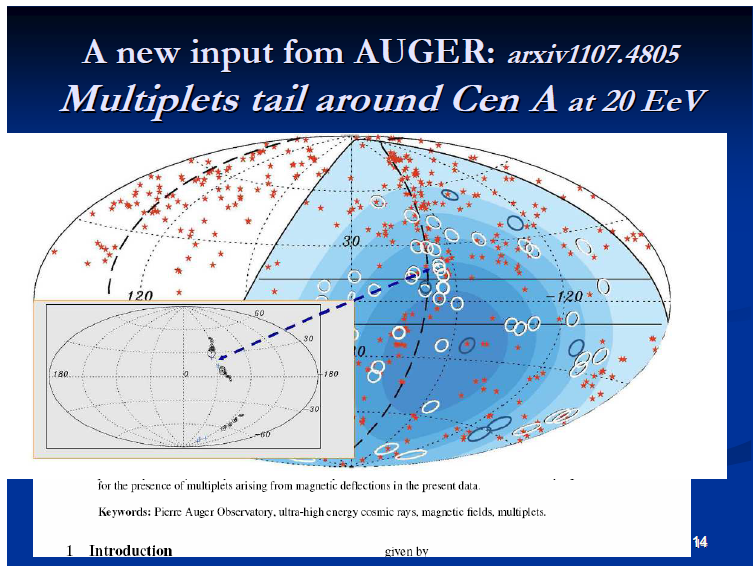 A new input fom AUGER: arxiv1107.4805
Multiplets tail around Cen A at 20 EeV
30
120
-120
60
30
180
0
-180
-30
-60
for the presence of multiplets arising from magnetic deflections in the present data.
Keywords: Pierre Auger Observatory, ultra-high energy cosmic rays, magnetic fields, multiplets.
1 Introduction
given by
14